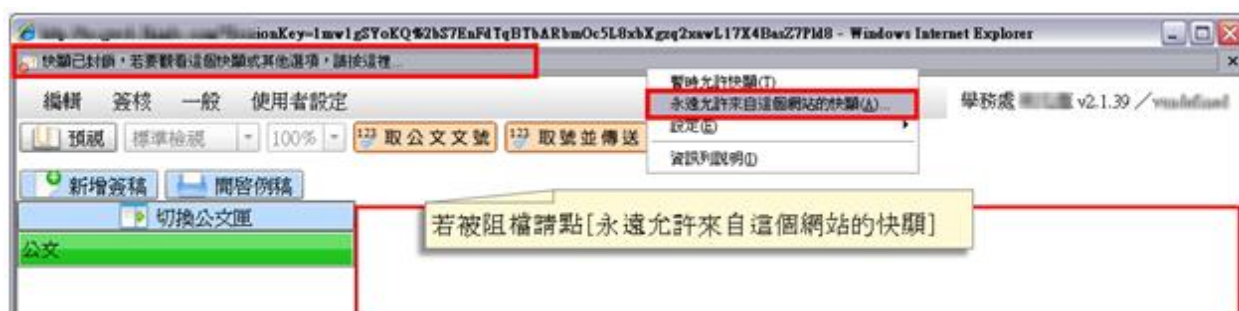 ionKey=1mw1gSYoKQ%2bS7EnFdTqBTbARbmOc5L8xbXgzq2xswL17X4BasZ7PM8 - Windows Internet Explorer
快顯已封鎖，若要觀看這個快顯或其他選項，請按這裡...
暫時允許快顯(T)
永遠允許來自這個網站的快顯(A)...
設定(E)
資訊列說明(I)
編輯 簽核 一般 使用者設定
學務處 v2.1.39 ／
預視 標準檢視 100% 123 取公文文號 123 取號並傳送
新增簽稿 開啓例稿
切換公文匣
公文
若被阻檔請點[永遠允許來自這個網站的快顯]